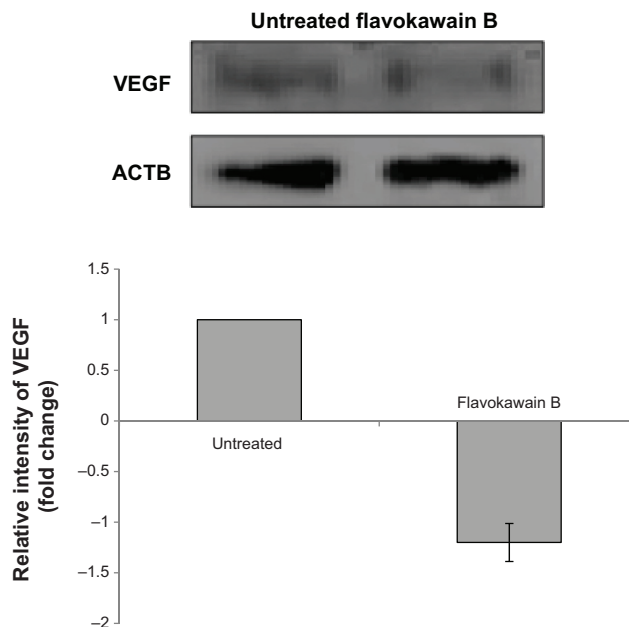 Untreated flavokawain B
VEGF
ACTB
Relative intensity of VEGF
(fold change)
1.5
1
0.5
0
–0.5
–1
–1.5
–2
Untreated
Flavokawain B